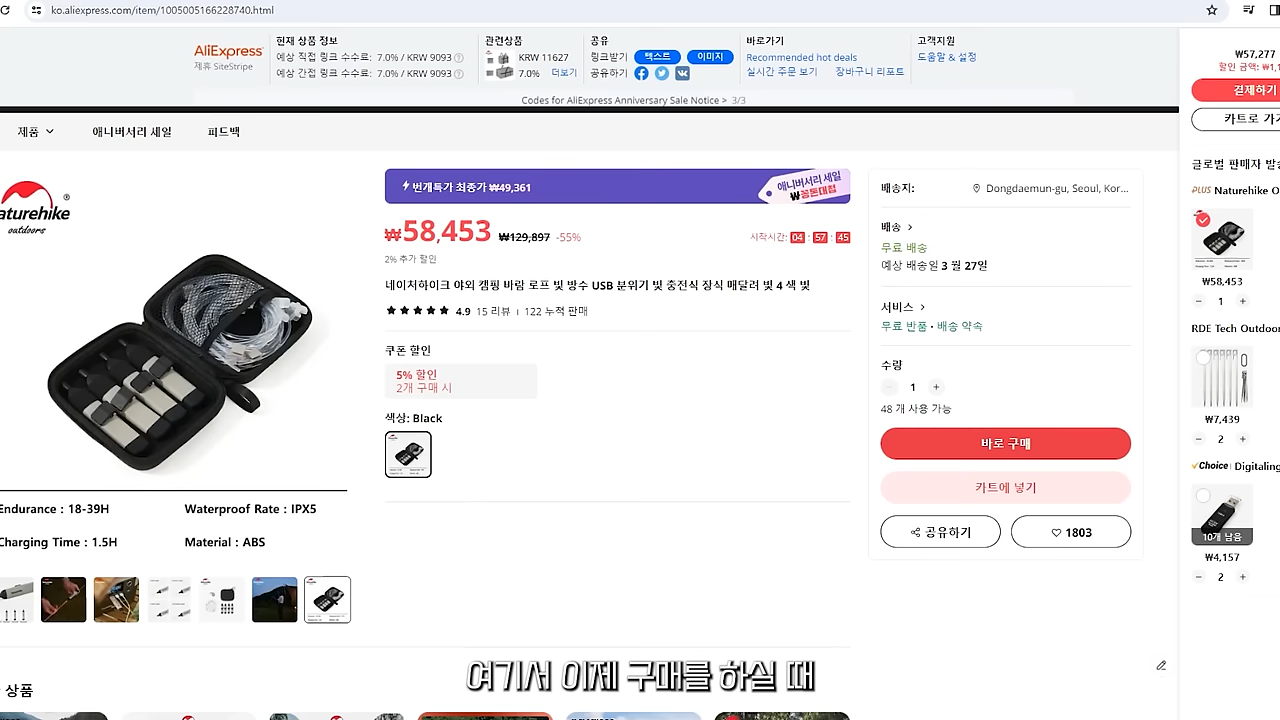 ko.aliexpress.com/item/1005005166228740.html
AliExpress
제휴 SiteStripe
현재 상품 정보
예상 직접 링크 수수료: 7.0% / KRW 9093
예상 간접 링크 수수료: 7.0% / KRW 9093
관련상품
KRW 11627
7.0% 더보기
공유
링크받기 텍스트 이미지
공유하기
바로가기
Recommended hot deals
실시간 주문 보기 장바구니 리포트
고객지원
도움말 & 설정
Codes for AliExpress Anniversary Sale Notice > 3/3
제품 애니버서리 세일 피드백
aturehike®
outdoors
Endurance : 18-39H Waterproof Rate : IPX5
Charging Time : 1.5H Material : ABS
번개특가 최종가 ₩49,361
애니버서리 세일
₩꿈돈대첩
₩58,453 ₩129,897 -55%
시작시간: 04 : 57 : 45
2% 추가 할인
네이처하이크 야외 캠핑 바람 로프 빛 방수 USB 분위기 빛 충전식 장식 매달려 빛 4 색 빛
4.9 15 리뷰 122 누적 판매
쿠폰 할인
5% 할인
2개 구매 시
색상: Black
배송지: Dongdaemun-gu, Seoul, Kor...
배송 >
무료 배송
예상 배송일 3 월 27일
서비스 >
무료 반품 • 배송 약속
수량
- 1 +
48 개 사용 가능
바로 구매
카트에 넣기
공유하기 1803
₩57,277
할인 금액: ₩1,1
결제하기
카트로 가기
글로벌 판매자 발송
PLUS Naturehike O
₩58,453
- 1 +
RDE Tech Outdoor
₩7,439
- 2 +
Choice Digitaling
10개 남음
₩4,157
- 2 +
상품
여기서 이제 구매를 하실 때